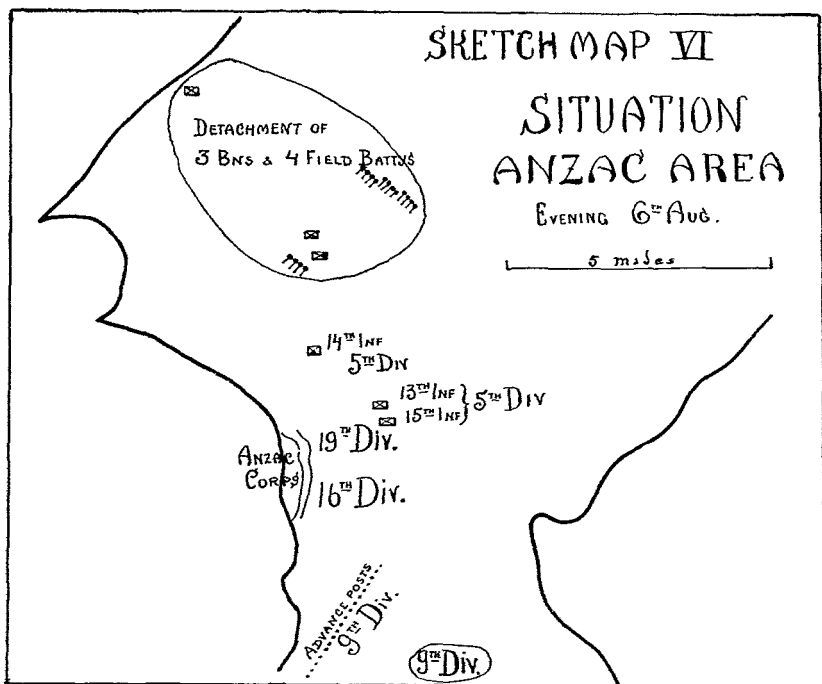 SKETCH MAP VI
SITUATION
ANZAC AREA
EVENING 6TH AUG.
5 miles
DETACHMENT OF
3 BNS & 4 FIELD BATTYS
14TH INF
5TH DIV
13TH INF
15TH INF
5TH DIV
19TH DIV.
ANZAC
CORPS
16TH DIV.
ADVANCE POSTS
9TH DIV.
9TH DIV.